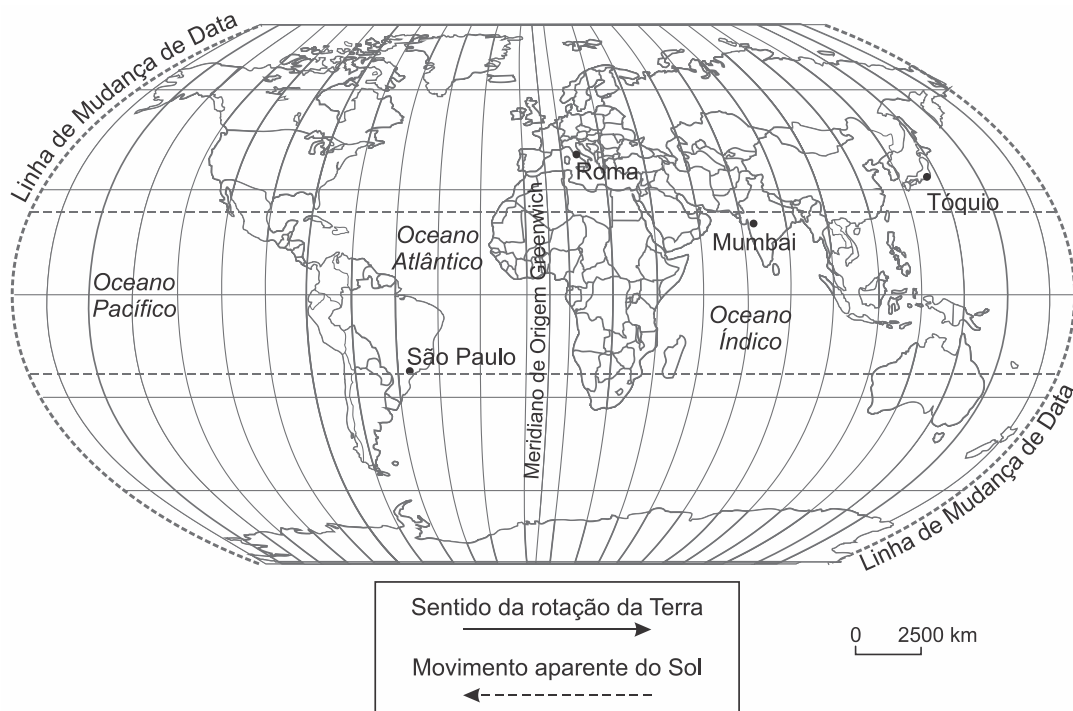 Linha de Mudança de Data
Roma
Tóquio
Mumbai
Oceano
Atlântico
Meridiano de Origem Greenwich
Oceano
Pacífico
Oceano
Índico
São Paulo
Linha de Mudança de Data
Sentido da rotação da Terra
Movimento aparente do Sol
0 2500 km